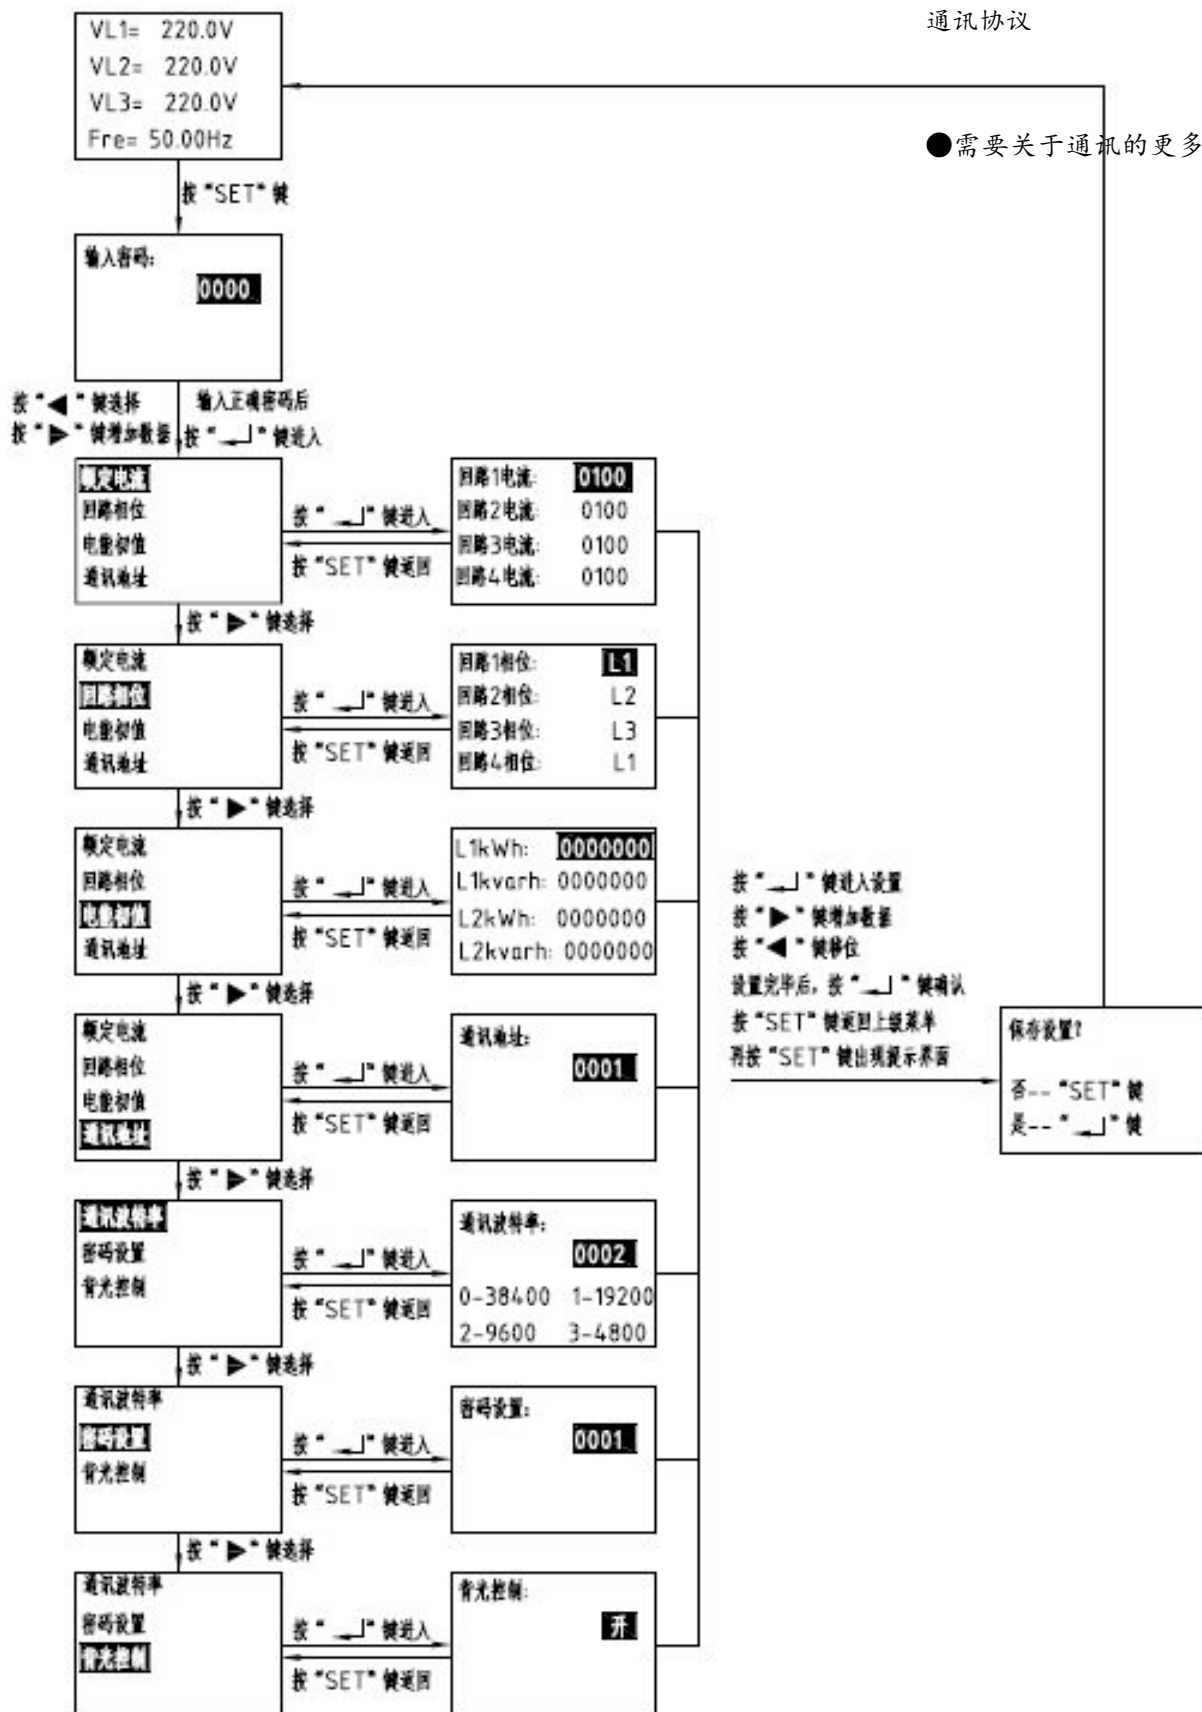 通讯协议
●需要关于通讯的更多
VL1= 220.0V
VL2= 220.0V
VL3= 220.0V
Fre= 50.00Hz
按"SET"键
输入密码:
0000
按"◀"键选择
按"▶"键增加数据
输入正确密码后
按"↵"键进入
额定电流
回路相位
电能初值
通讯地址
按"↵"键进入
按"SET"键返回
回路1电流: 0100
回路2电流: 0100
回路3电流: 0100
回路4电流: 0100
按"▶"键选择
额定电流
回路相位
电能初值
通讯地址
按"↵"键进入
按"SET"键返回
回路1相位: L1
回路2相位: L2
回路3相位: L3
回路4相位: L1
按"▶"键选择
额定电流
回路相位
电能初值
通讯地址
按"↵"键进入
按"SET"键返回
L1kWh: 0000000
L1kvarh: 0000000
L2kWh: 0000000
L2kvarh: 0000000
按"▶"键选择
额定电流
回路相位
电能初值
通讯地址
按"↵"键进入
按"SET"键返回
通讯地址:
0001
按"▶"键选择
通讯波特率
密码设置
背光控制
按"↵"键进入
按"SET"键返回
通讯波特率:
0002
0-38400 1-19200
2-9600 3-4800
按"▶"键选择
通讯波特率
密码设置
背光控制
按"↵"键进入
按"SET"键返回
密码设置:
0001
按"▶"键选择
通讯波特率
密码设置
背光控制
按"↵"键进入
按"SET"键返回
背光控制:
开
按"↵"键进入设置
按"▶"键增加数据
按"◀"键移位
设置完毕后，按"↵"键确认
按"SET"键返回上级菜单
再按"SET"键出现提示界面
保存设置?
否--"SET"键
是--"↵"键